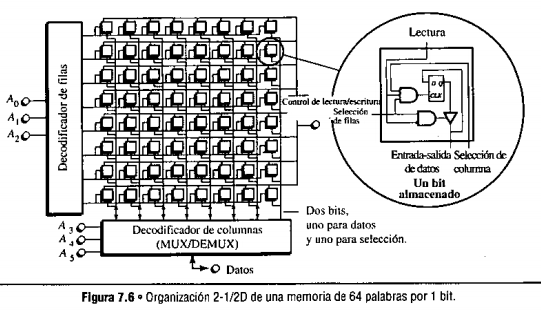 Lectura
D Q
CLK
Control de lectura/escritura
Selección
de filas
Entrada-salida Selección de
de datos columna
Un bit
almacenado
A0
A1
A2
Decodificador de filas
Dos bits,
uno para datos
y uno para selección.
A3
A4
A5
Decodificador de columnas
(MUX/DEMUX)
Datos
Figura 7.6 • Organización 2-1/2D de una memoria de 64 palabras por 1 bit.